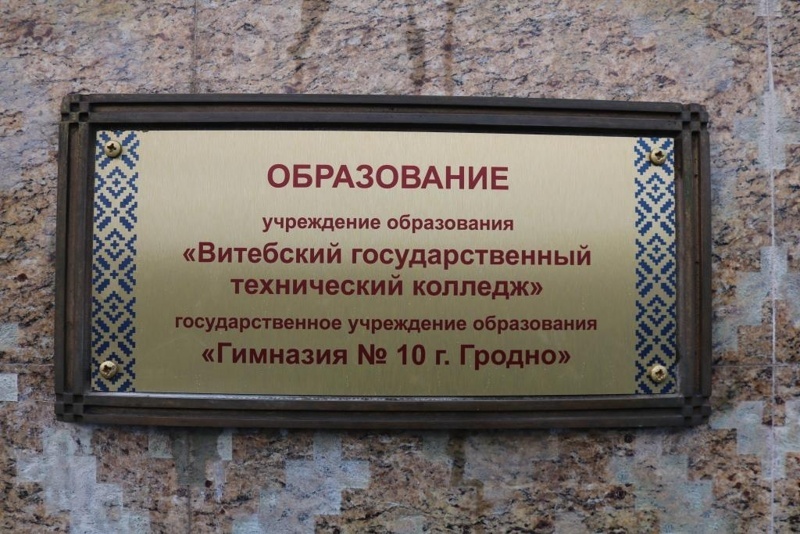 ОБРАЗОВАНИЕ
учреждение образования
«Витебский государственный
технический колледж»
государственное учреждение образования
«Гимназия № 10 г. Гродно»